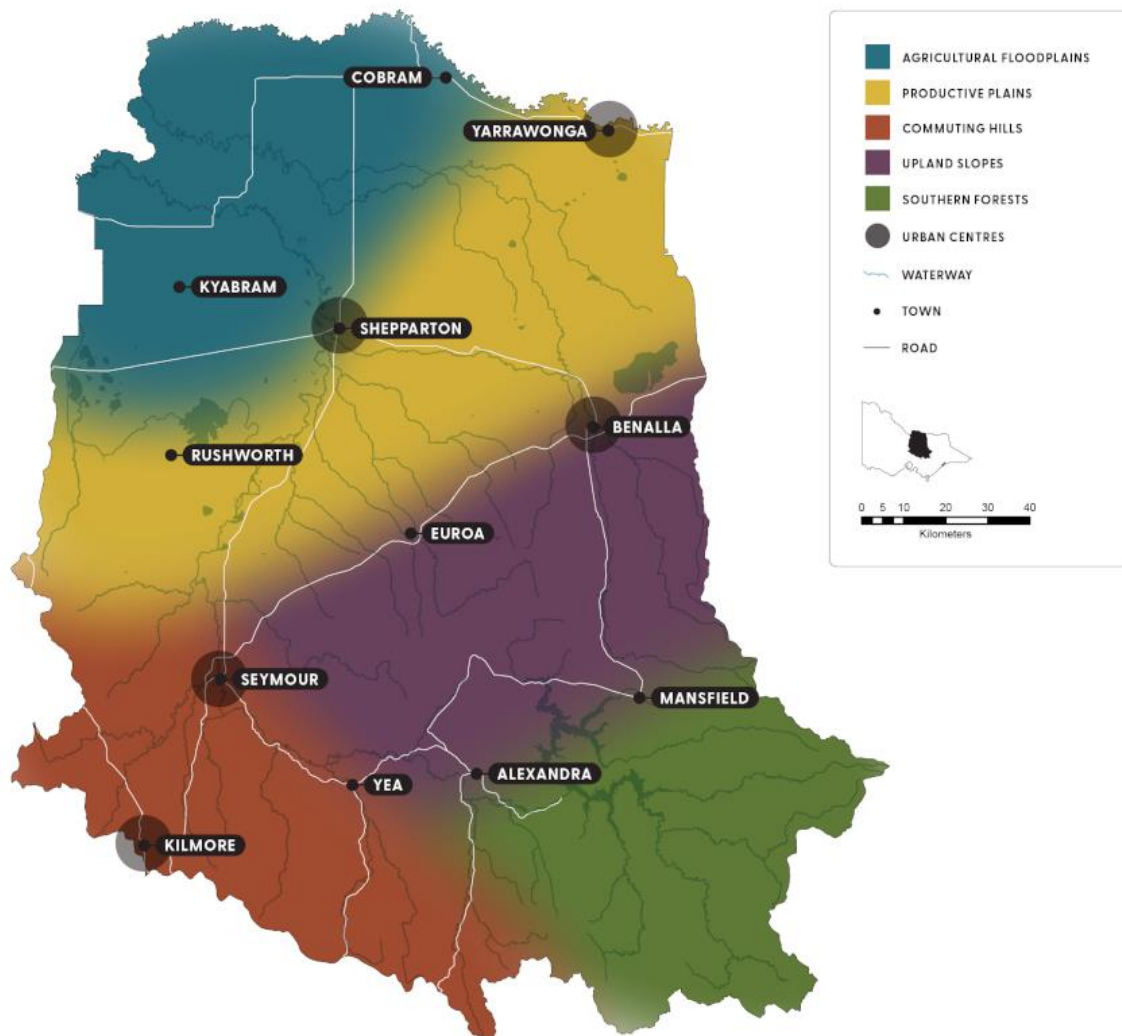 COBRAM
YARRAWONGA
KYABRAM
SHEPPARTON
BENALLA
RUSHWORTH
EUROA
SEYMOUR
MANSFIELD
YEA
ALEXANDRA
KILMORE
AGRICULTURAL FLOODPLAINS
PRODUCTIVE PLAINS
COMMUTING HILLS
UPLAND SLOPES
SOUTHERN FORESTS
URBAN CENTRES
WATERWAY
TOWN
ROAD
0 5 10 20 30 40
Kilometers